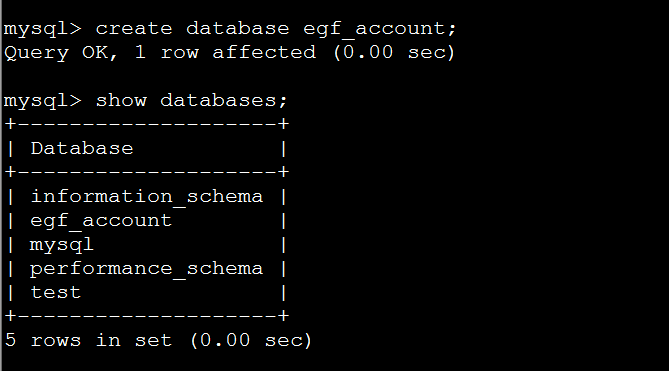 mysql> create database egf_account;
Query OK, 1 row affected (0.00 sec)
mysql> show databases;
+--------------------+
| Database           |
+--------------------+
| information_schema |
| egf_account        |
| mysql              |
| performance_schema |
| test               |
+--------------------+
5 rows in set (0.00 sec)